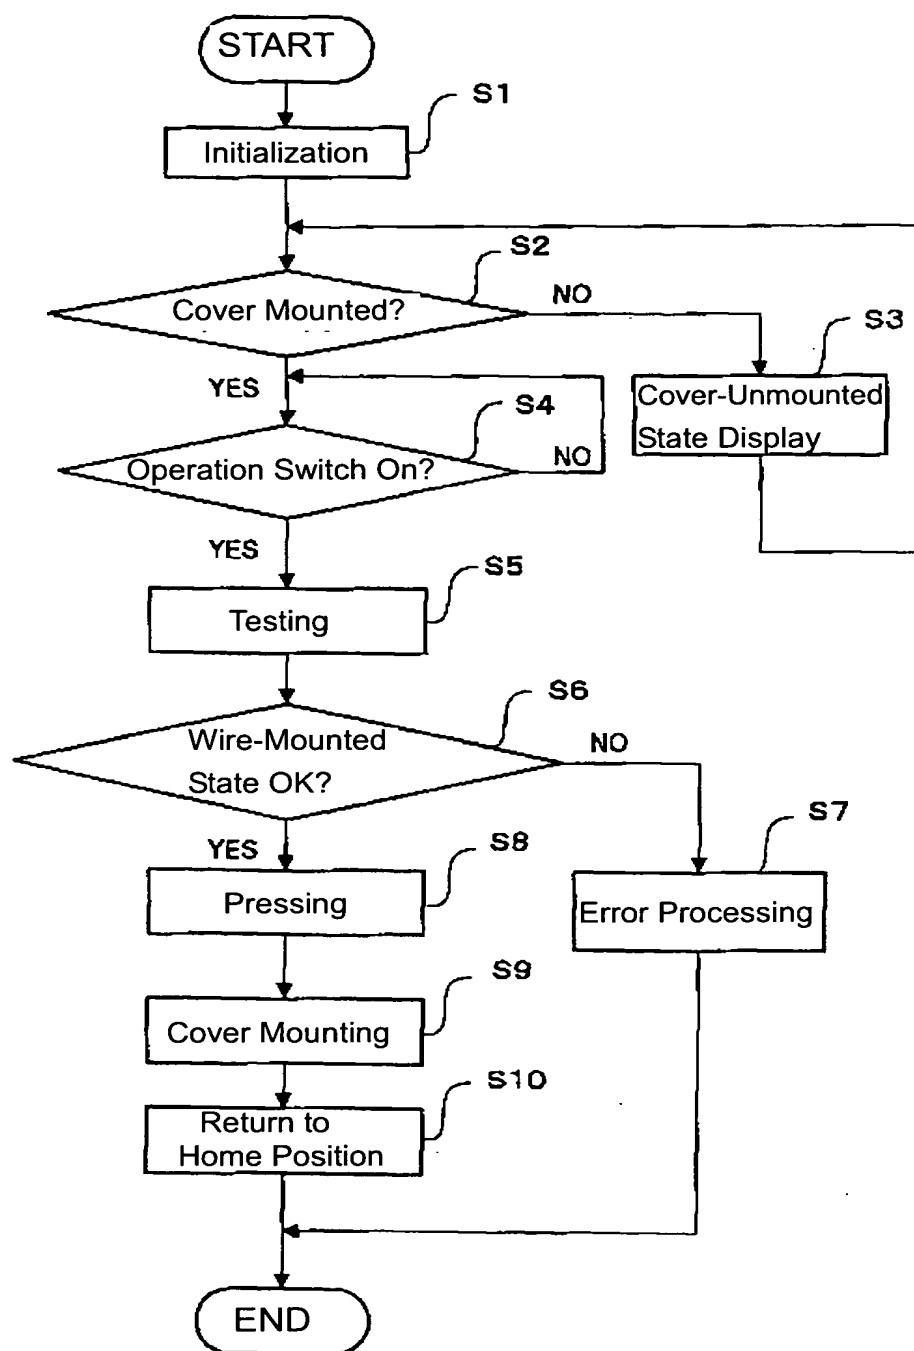 START
S1
Initialization
S2
Cover Mounted?
NO
S3
YES
Cover-Unmounted
State Display
S4
Operation Switch On?
NO
YES
S5
Testing
S6
Wire-Mounted
State OK?
NO
YES
S7
S8
Pressing
Error Processing
S9
Cover Mounting
S10
Return to
Home Position
END